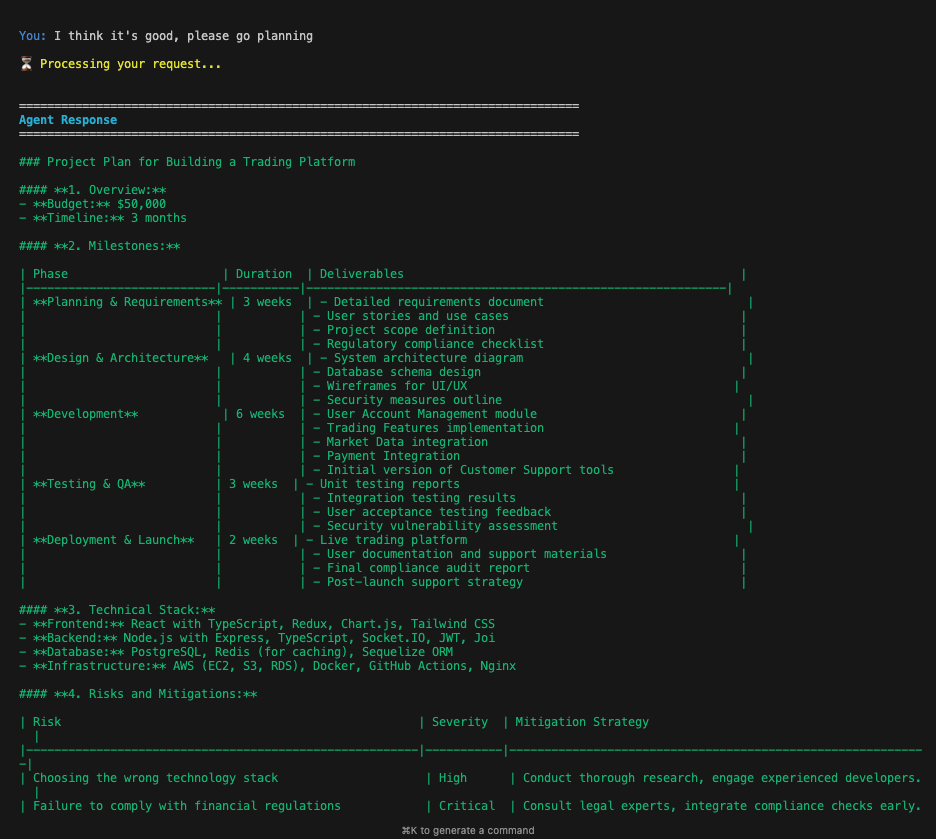 You: I think it's good, please go planning
⏳ Processing your request...
================================================================================
Agent Response
================================================================================
### Project Plan for Building a Trading Platform
#### **1. Overview:**
- **Budget:** $50,000
- **Timeline:** 3 months
#### **2. Milestones:**
| Phase | Duration | Deliverables |
|---------------------------|-----------|------------------------------------------------------------|
| **Planning & Requirements** | 3 weeks | - Detailed requirements document |
| | | - User stories and use cases |
| | | - Project scope definition |
| | | - Regulatory compliance checklist |
| **Design & Architecture** | 4 weeks | - System architecture diagram |
| | | - Database schema design |
| | | - Wireframes for UI/UX |
| | | - Security measures outline |
| **Development** | 6 weeks | - User Account Management module |
| | | - Trading Features implementation |
| | | - Market Data integration |
| | | - Payment Integration |
| | | - Initial version of Customer Support tools |
| **Testing & QA** | 3 weeks | - Unit testing reports |
| | | - Integration testing results |
| | | - User acceptance testing feedback |
| | | - Security vulnerability assessment |
| **Deployment & Launch** | 2 weeks | - Live trading platform |
| | | - User documentation and support materials |
| | | - Final compliance audit report |
| | | - Post-launch support strategy |
#### **3. Technical Stack:**
- **Frontend:** React with TypeScript, Redux, Chart.js, Tailwind CSS
- **Backend:** Node.js with Express, TypeScript, Socket.IO, JWT, Joi
- **Database:** PostgreSQL, Redis (for caching), Sequelize ORM
- **Infrastructure:** AWS (EC2, S3, RDS), Docker, GitHub Actions, Nginx
#### **4. Risks and Mitigations:**
| Risk | Severity | Mitigation Strategy
|
|--------------------------------------------------------|-----------|-----------------------------------------------------------
-|
| Choosing the wrong technology stack | High | Conduct thorough research, engage experienced developers.
|
| Failure to comply with financial regulations | Critical | Consult legal experts, integrate compliance checks early.
⌘K to generate a command